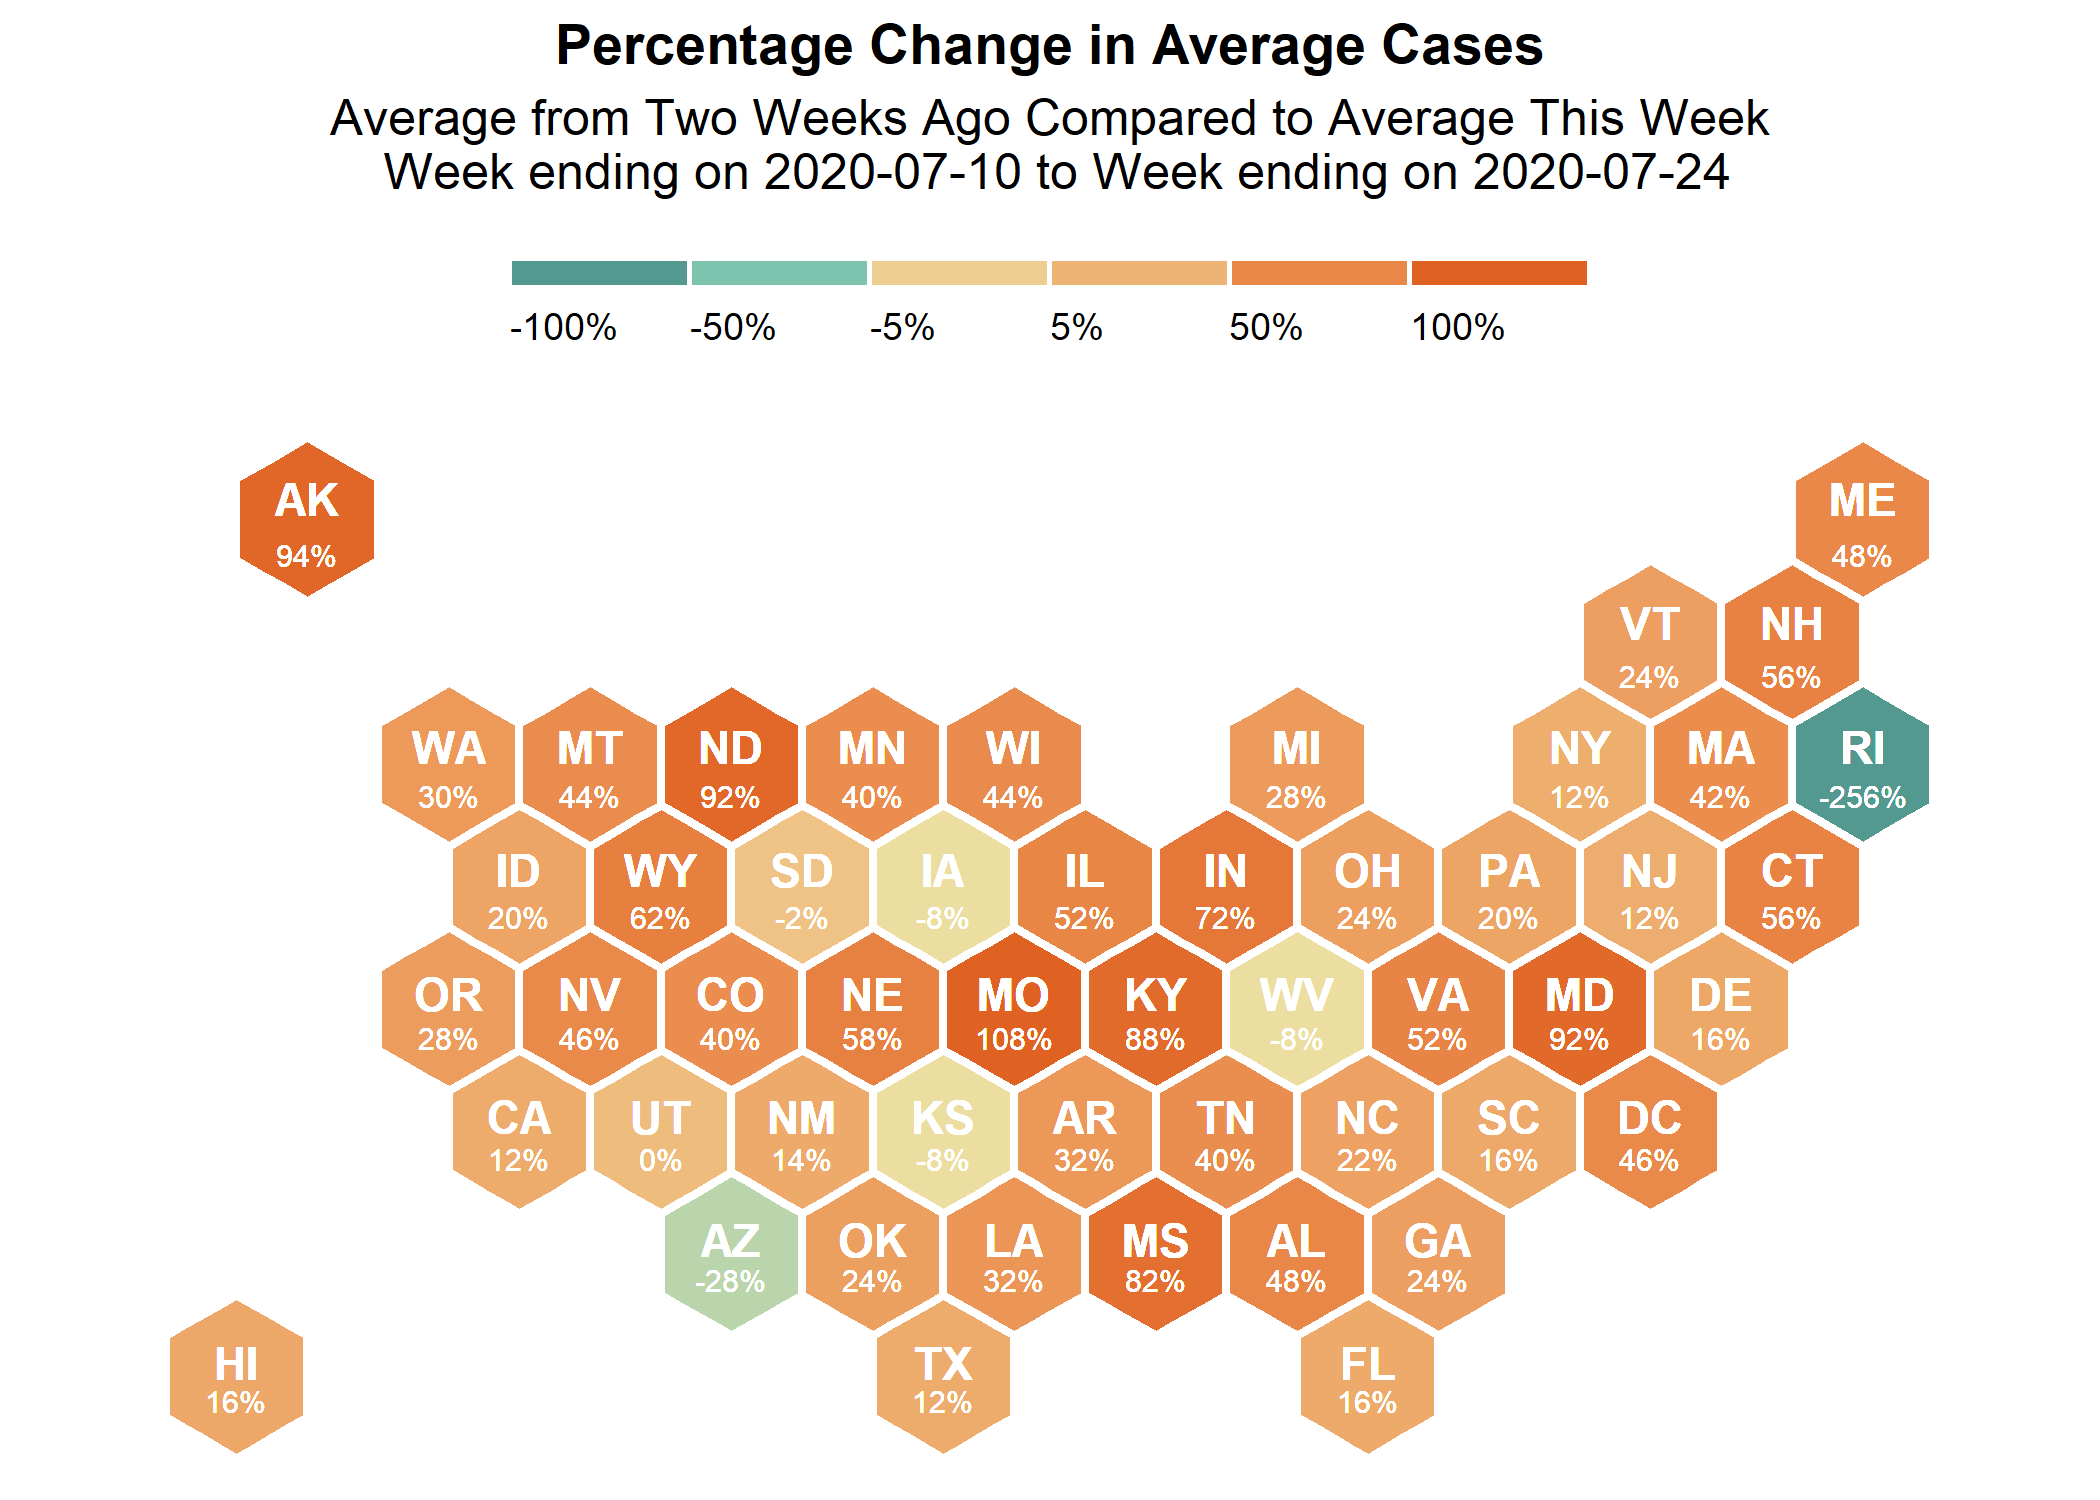 Percentage Change in Average Cases
Average from Two Weeks Ago Compared to Average This Week
Week ending on 2020-07-10 to Week ending on 2020-07-24
-100% -50% -5% 5% 50% 100%
AK ME
94% 48%
VT NH
24% 56%
WA MT ND MN WI MI NY MA RI
30% 44% 92% 40% 44% 28% 12% 42% -256%
ID WY SD IA IL IN OH PA NJ CT
20% 62% -2% -8% 52% 72% 24% 20% 12% 56%
OR NV CO NE MO KY WV VA MD DE
28% 46% 40% 58% 108% 88% -8% 52% 92% 16%
CA UT NM KS AR TN NC SC DC
12% 0% 14% -8% 32% 40% 22% 16% 46%
AZ OK LA MS AL GA
-28% 24% 32% 82% 48% 24%
HI TX FL
16% 12% 16%